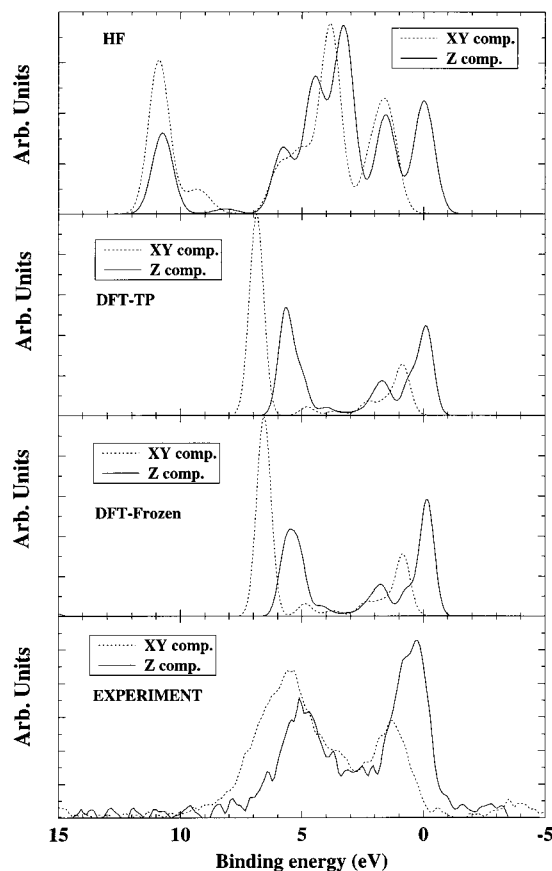 HF
XY comp.
Z comp.
Arb. Units
XY comp.
Z comp.
DFT-TP
Arb. Units
XY comp.
Z comp.
DFT-Frozen
Arb. Units
XY comp.
Z comp.
EXPERIMENT
Arb. Units
15 10 5 0 -5
Binding energy (eV)